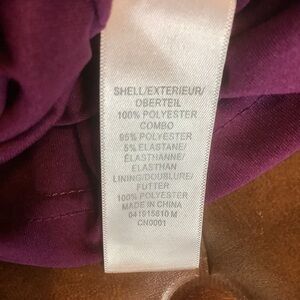 SHELL/EXTERIEUR/
OBERTEIL
100% POLYESTER
COMBO
95% POLYESTER
5% ELASTANE/
ÉLASTHANNE/
ELASTHAN
LINING/DOUBLURE/
FUTTER
100% POLYESTER
MADE IN CHINA
041915810 M
CN0001